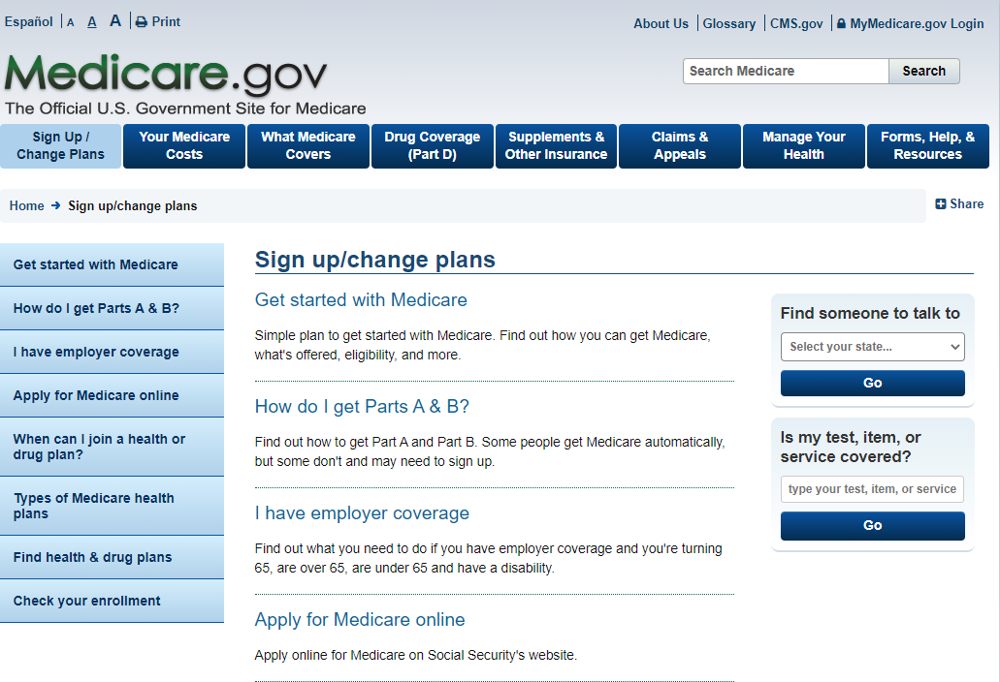 Español A A A Print
About Us Glossary CMS.gov MyMedicare.gov Login
Medicare.gov
The Official U.S. Government Site for Medicare
Search Medicare Search
Sign Up / Change Plans
Your Medicare Costs
What Medicare Covers
Drug Coverage (Part D)
Supplements & Other Insurance
Claims & Appeals
Manage Your Health
Forms, Help, & Resources
Home Sign up/change plans
Share
Get started with Medicare
How do I get Parts A & B?
I have employer coverage
Apply for Medicare online
When can I join a health or
drug plan?
Types of Medicare health
plans
Find health & drug plans
Check your enrollment
Sign up/change plans
Get started with Medicare
Simple plan to get started with Medicare. Find out how you can get Medicare,
what's offered, eligibility, and more.
How do I get Parts A & B?
Find out how to get Part A and Part B. Some people get Medicare automatically,
but some don't and may need to sign up.
I have employer coverage
Find out what you need to do if you have employer coverage and you're turning
65, are over 65, are under 65 and have a disability.
Apply for Medicare online
Apply online for Medicare on Social Security's website.
Find someone to talk to
Select your state...
Go
Is my test, item, or
service covered?
type your test, item, or service
Go